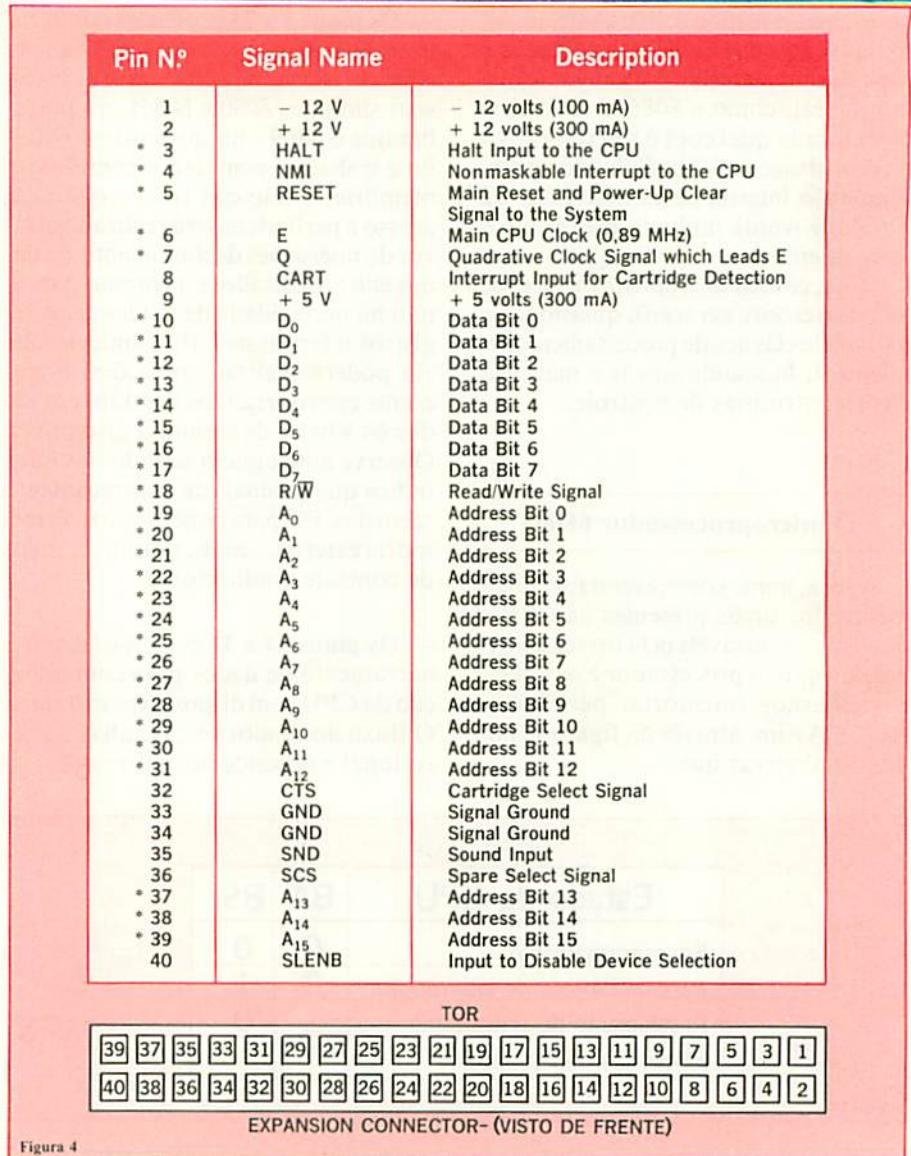 Pin N.º Signal Name Description
1 – 12 V – 12 volts (100 mA)
2 + 12 V + 12 volts (300 mA)
* 3 HALT Halt Input to the CPU
* 4 NMI Nonmaskable Interrupt to the CPU
* 5 RESET Main Reset and Power-Up Clear
Signal to the System
* 6 E Main CPU Clock (0,89 MHz)
* 7 Q Quadrative Clock Signal which Leads E
8 CART Interrupt Input for Cartridge Detection
9 + 5 V + 5 volts (300 mA)
* 10 D₀ Data Bit 0
* 11 D₁ Data Bit 1
* 12 D₂ Data Bit 2
* 13 D₃ Data Bit 3
* 14 D₄ Data Bit 4
* 15 D₅ Data Bit 5
* 16 D₆ Data Bit 6
* 17 D₇ Data Bit 7
* 18 R/W̅ Read/Write Signal
* 19 A₀ Address Bit 0
* 20 A₁ Address Bit 1
* 21 A₂ Address Bit 2
* 22 A₃ Address Bit 3
* 23 A₄ Address Bit 4
* 24 A₅ Address Bit 5
* 25 A₆ Address Bit 6
* 26 A₇ Address Bit 7
* 27 A₈ Address Bit 8
* 28 A₉ Address Bit 9
* 29 A₁₀ Address Bit 10
* 30 A₁₁ Address Bit 11
* 31 A₁₂ Address Bit 12
32 CTS Cartridge Select Signal
33 GND Signal Ground
34 GND Signal Ground
35 SND Sound Input
36 SCS Spare Select Signal
* 37 A₁₃ Address Bit 13
* 38 A₁₄ Address Bit 14
* 39 A₁₅ Address Bit 15
40 SLENB Input to Disable Device Selection
TOR
39 37 35 33 31 29 27 25 23 21 19 17 15 13 11 9 7 5 3 1
40 38 36 34 32 30 28 26 24 22 20 18 16 14 12 10 8 6 4 2
EXPANSION CONNECTOR- (VISTO DE FRENTE)
Figura 4